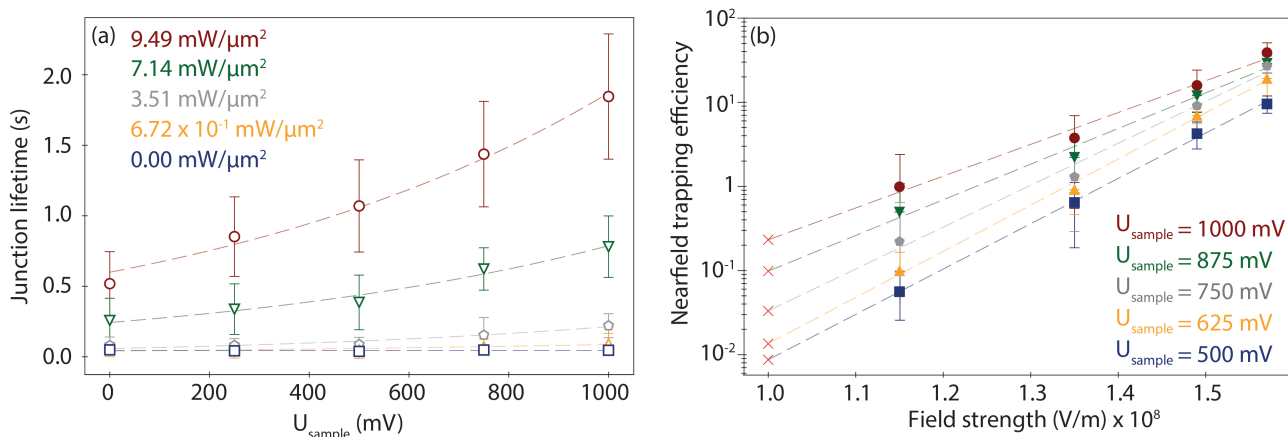 (a)
9.49 mW/µm²
7.14 mW/µm²
3.51 mW/µm²
6.72 x 10⁻¹ mW/µm²
0.00 mW/µm²
Junction lifetime (s)
2.0
1.5
1.0
0.5
0.0
0 200 400 600 800 1000
U_sample (mV)
(b)
Nearfield trapping efficiency
10²
10¹
1
10⁻¹
10⁻²
U_sample = 1000 mV
U_sample = 875 mV
U_sample = 750 mV
U_sample = 625 mV
U_sample = 500 mV
1.0 1.1 1.2 1.3 1.4 1.5
Field strength (V/m) x 10⁸